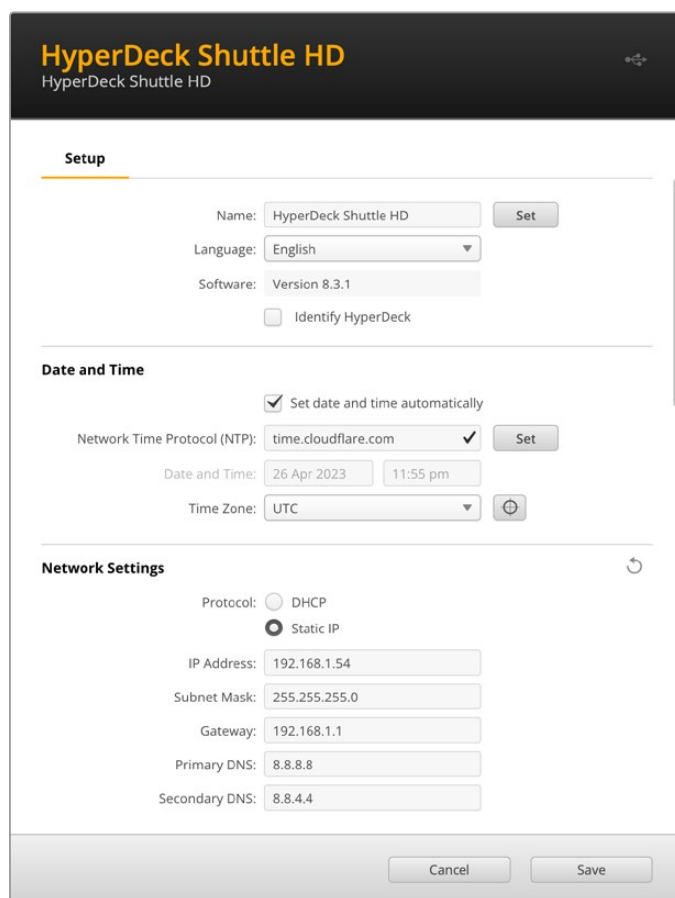 HyperDeck Shuttle HD
HyperDeck Shuttle HD
Setup
Name: HyperDeck Shuttle HD Set
Language: English
Software: Version 8.3.1
Identify HyperDeck
Date and Time
Set date and time automatically
Network Time Protocol (NTP): time.cloudflare.com Set
Date and Time: 26 Apr 2023 11:55 pm
Time Zone: UTC
Network Settings
Protocol: DHCP
Static IP
IP Address: 192.168.1.54
Subnet Mask: 255.255.255.0
Gateway: 192.168.1.1
Primary DNS: 8.8.8.8
Secondary DNS: 8.8.4.4
Cancel Save